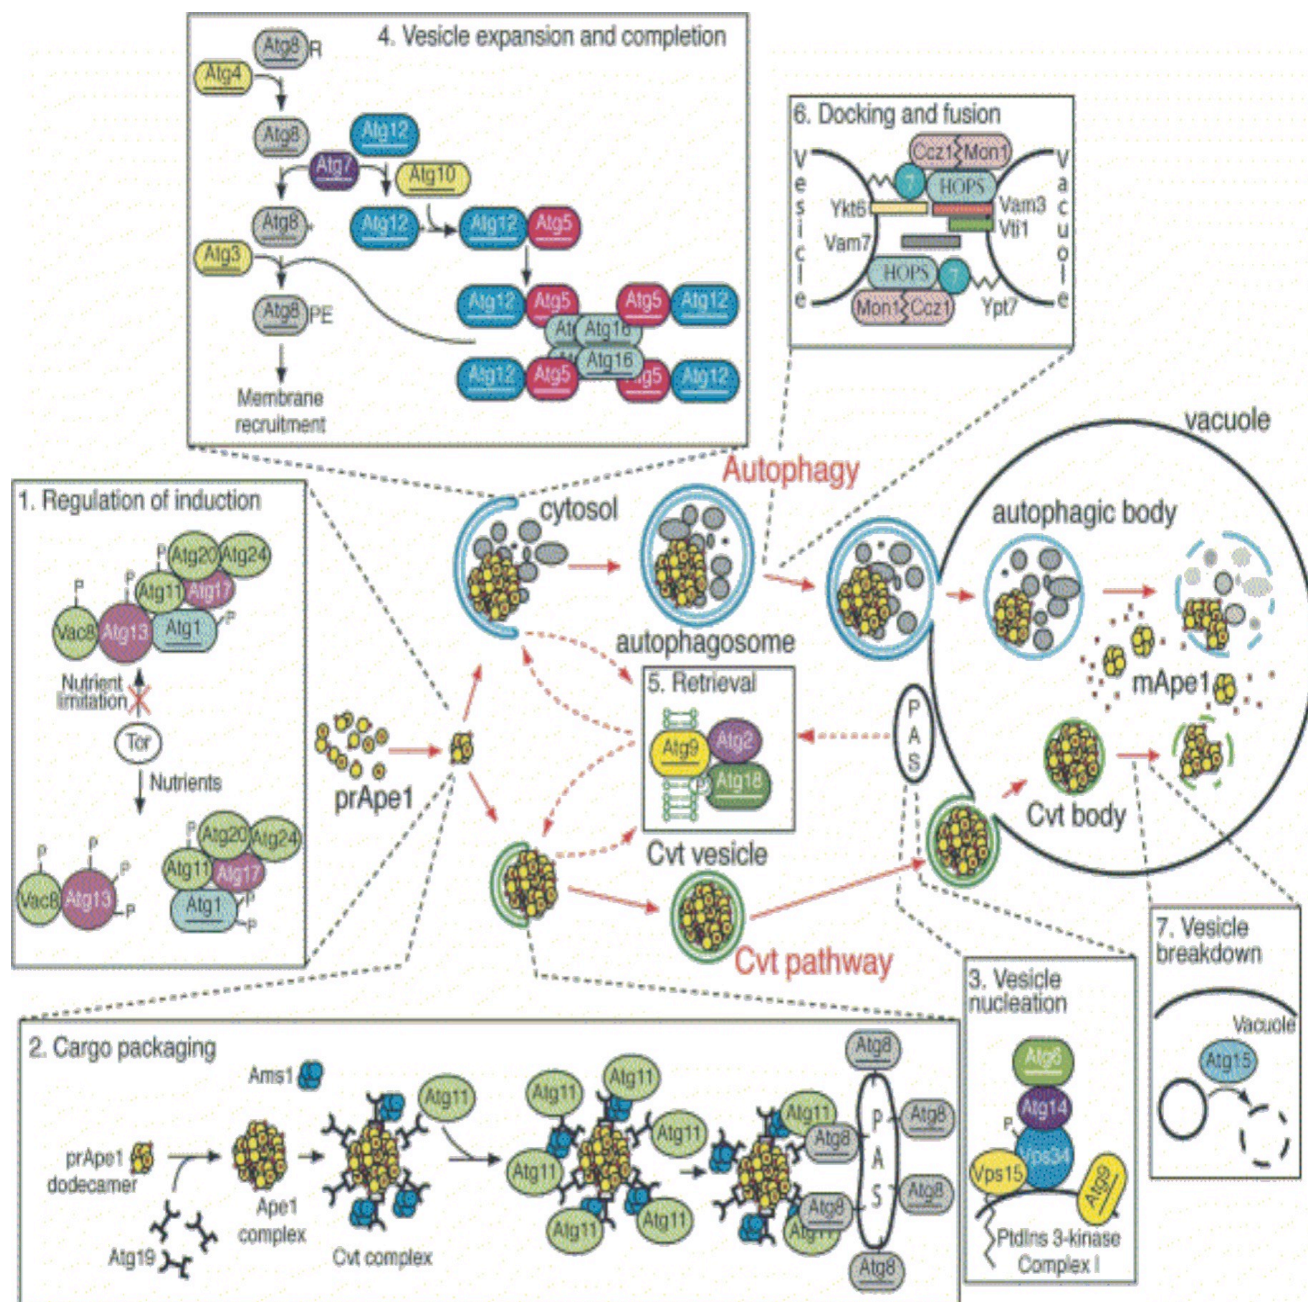 4. Vesicle expansion and completion
Atg8 R
Atg4
Atg8
Atg12
Atg7
Atg10
Atg8 *
Atg12
Atg12 Atg5
Atg3
Atg8 PE
Atg12 Atg5
Atg5 Atg12
Atg16
Atg16
Atg12 Atg5
Atg5 Atg12
Membrane
recruitment
6. Docking and fusion
Vesicle
Vacuole
Ccz1 Mon1
7
HOPS
Ykt6
Vam3
Vti1
Vam7
HOPS
7
Mon1 Ccz1
Ypt7
1. Regulation of induction
P
Atg20 Atg24
P
P
Atg11 Atg17
P
Vac8 Atg13 Atg1
Nutrient
limitation
Tor
Nutrients
P
Atg20 Atg24
P
Atg11 Atg17
P
Vac8 Atg13
P
P
Atg1
P
P
Autophagy
cytosol
autophagosome
vacuole
autophagic body
mApe1
prApe1
5. Retrieval
Atg9 Atg2
P Atg18
PAS
Cvt vesicle
Cvt body
Cvt pathway
2. Cargo packaging
Ams1
prApe1
dodecamer
Atg19
Ape1
complex
Cvt complex
Atg11
Atg11
Atg11
Atg11
Atg11
Atg11
Atg11
Atg11
Atg11
Atg8
Atg8
Atg8
Atg8
Atg8
Atg8
PAS
3. Vesicle
nucleation
Atg6
Atg14
P
Vps34
Vps15
Atg9
PtdIns 3-kinase
Complex I
7. Vesicle
breakdown
Vacuole
Atg15